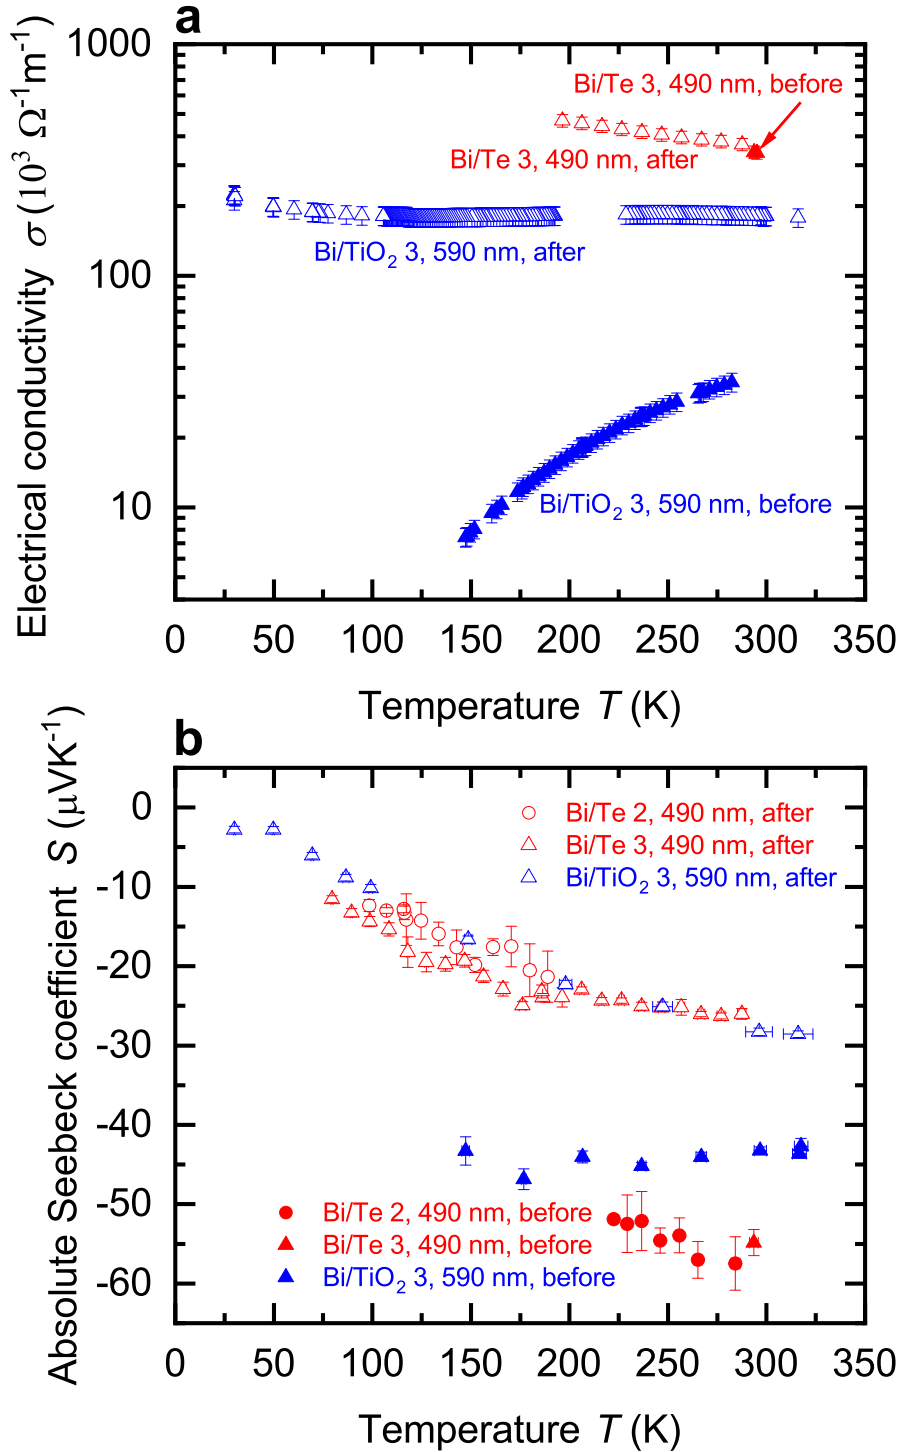 a
Electrical conductivity σ (10³ Ω⁻¹m⁻¹)
1000
100
10
Bi/Te 3, 490 nm, before
Bi/Te 3, 490 nm, after
Bi/TiO₂ 3, 590 nm, after
Bi/TiO₂ 3, 590 nm, before
0 50 100 150 200 250 300 350
Temperature T (K)
b
Absolute Seebeck coefficient S (μVK⁻¹)
0
-10
-20
-30
-40
-50
-60
Bi/Te 2, 490 nm, after
Bi/Te 3, 490 nm, after
Bi/TiO₂ 3, 590 nm, after
Bi/Te 2, 490 nm, before
Bi/Te 3, 490 nm, before
Bi/TiO₂ 3, 590 nm, before
0 50 100 150 200 250 300 350
Temperature T (K)